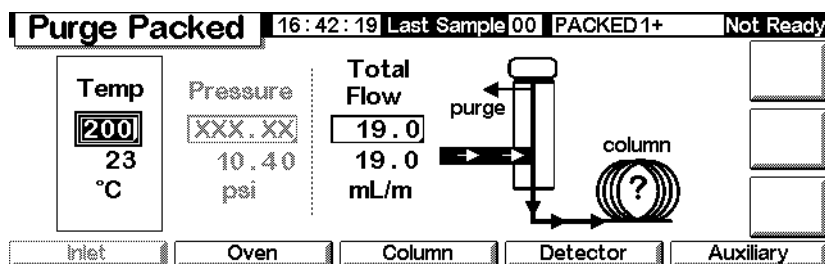 Purge Packed 16:42:19 Last Sample 00 PACKED1+ Not Ready
Temp
200
23
°C
Pressure
XXX.XX
10.40
psi
Total
Flow
19.0
19.0
mL/m
purge
column
?
Inlet Oven Column Detector Auxiliary